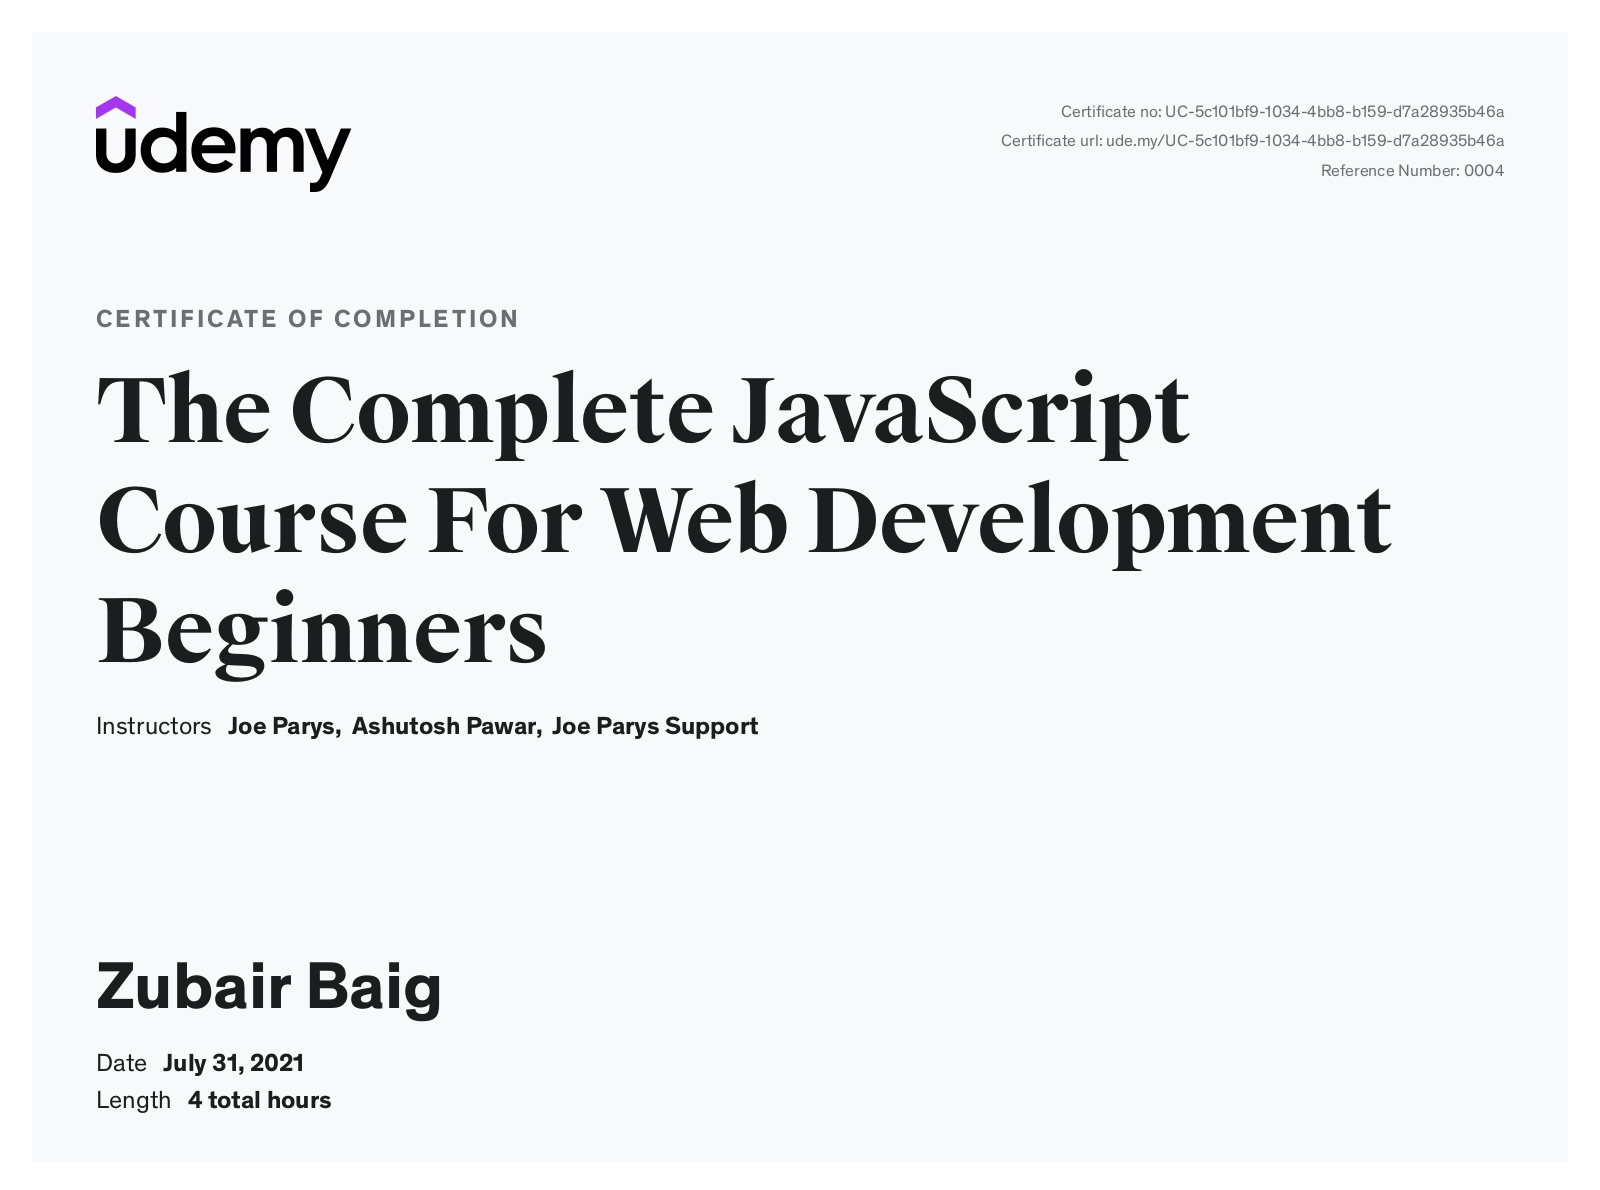 udemy
Certificate no: UC-5c101bf9-1034-4bb8-b159-d7a28935b46a
Certificate url: ude.my/UC-5c101bf9-1034-4bb8-b159-d7a28935b46a
Reference Number: 0004
CERTIFICATE OF COMPLETION
The Complete JavaScript
Course For Web Development
Beginners
Instructors Joe Parys, Ashutosh Pawar, Joe Parys Support
Zubair Baig
Date July 31, 2021
Length 4 total hours